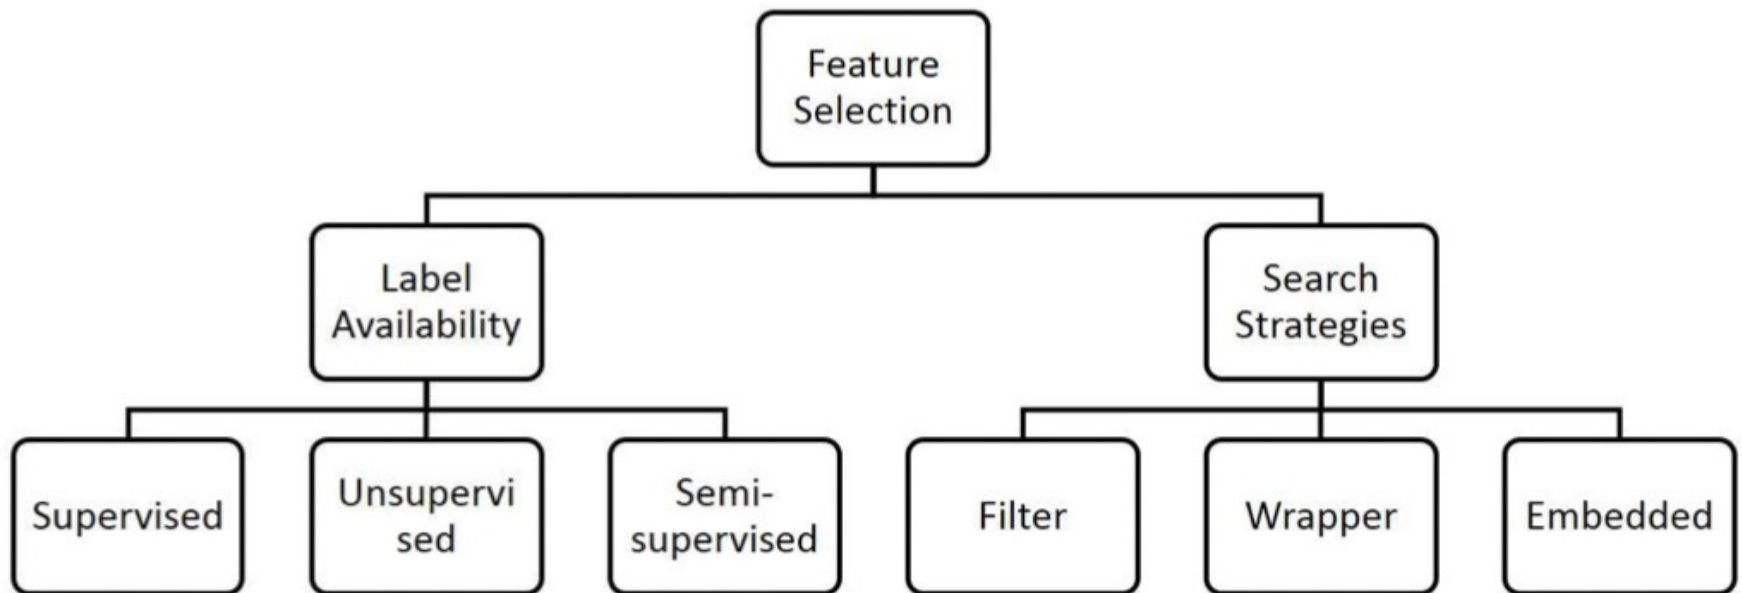 Feature
Selection
Label
Availability
Search
Strategies
Supervised
Unsupervi
sed
Semi-
supervised
Filter
Wrapper
Embedded